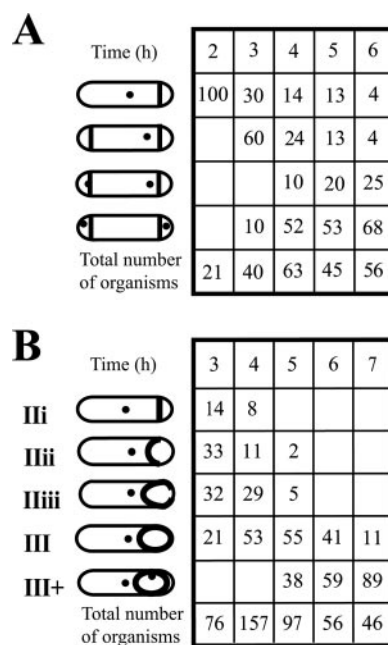 A
Time (h) 2 3 4 5 6
100 30 14 13 4
60 24 13 4
10 20 25
10 52 53 68
Total number
of organisms 21 40 63 45 56
B
Time (h) 3 4 5 6 7
IIi 14 8
IIii 33 11 2
IIiii 32 29 5
III 21 53 55 41 11
III+ 38 59 89
Total number
of organisms 76 157 97 56 46